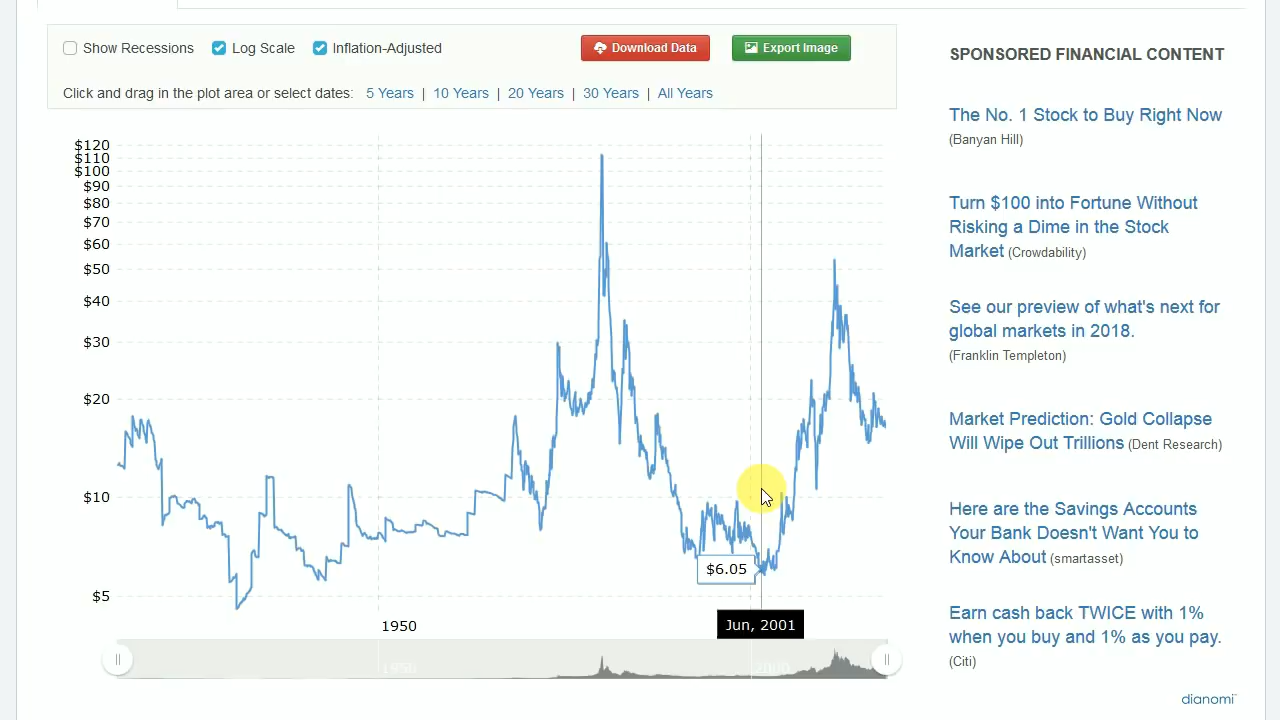 Show Recessions Log Scale Inflation-Adjusted Download Data Export Image
Click and drag in the plot area or select dates: 5 Years | 10 Years | 20 Years | 30 Years | All Years
$120
$110
$100
$90
$80
$70
$60
$50
$40
$30
$20
$10
$5
$6.05
1950
Jun, 2001
1950
2000
SPONSORED FINANCIAL CONTENT
The No. 1 Stock to Buy Right Now
(Banyan Hill)
Turn $100 into Fortune Without
Risking a Dime in the Stock
Market (Crowdability)
See our preview of what's next for
global markets in 2018.
(Franklin Templeton)
Market Prediction: Gold Collapse
Will Wipe Out Trillions (Dent Research)
Here are the Savings Accounts
Your Bank Doesn't Want You to
Know About (smartasset)
Earn cash back TWICE with 1%
when you buy and 1% as you pay.
(Citi)
dianomi